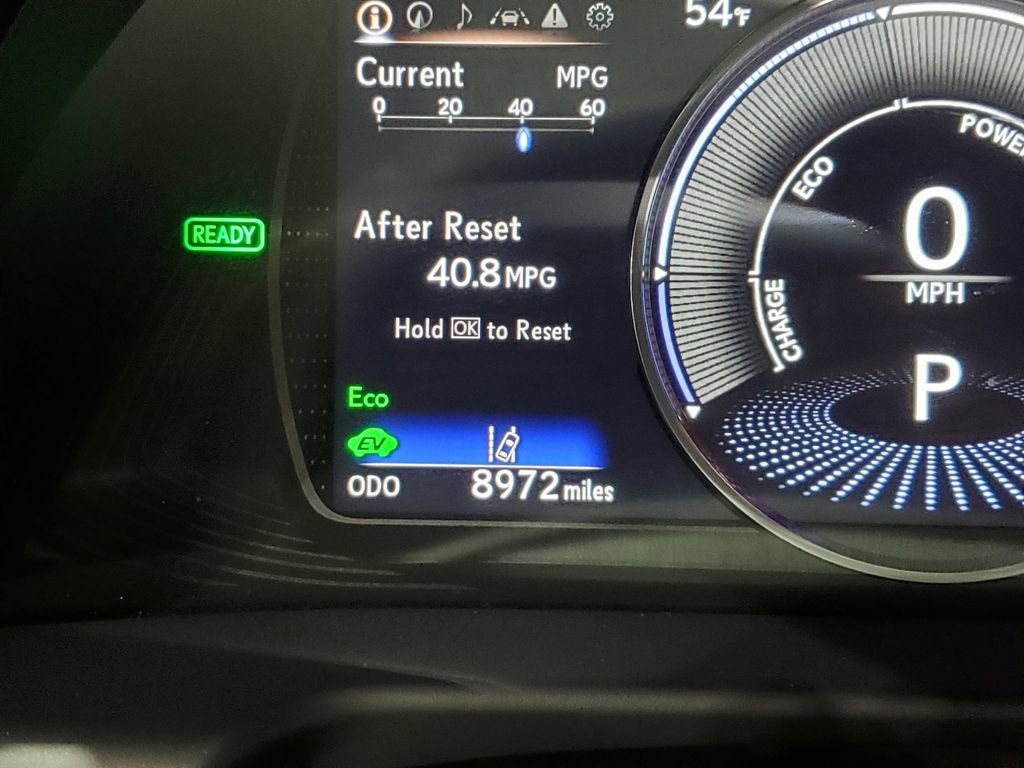 54°F
Current MPG
0 20 40 60
After Reset
40.8 MPG
Hold OK to Reset
READY
Eco
EV
ODO 8972 miles
CHARGE
ECO
0
MPH
P